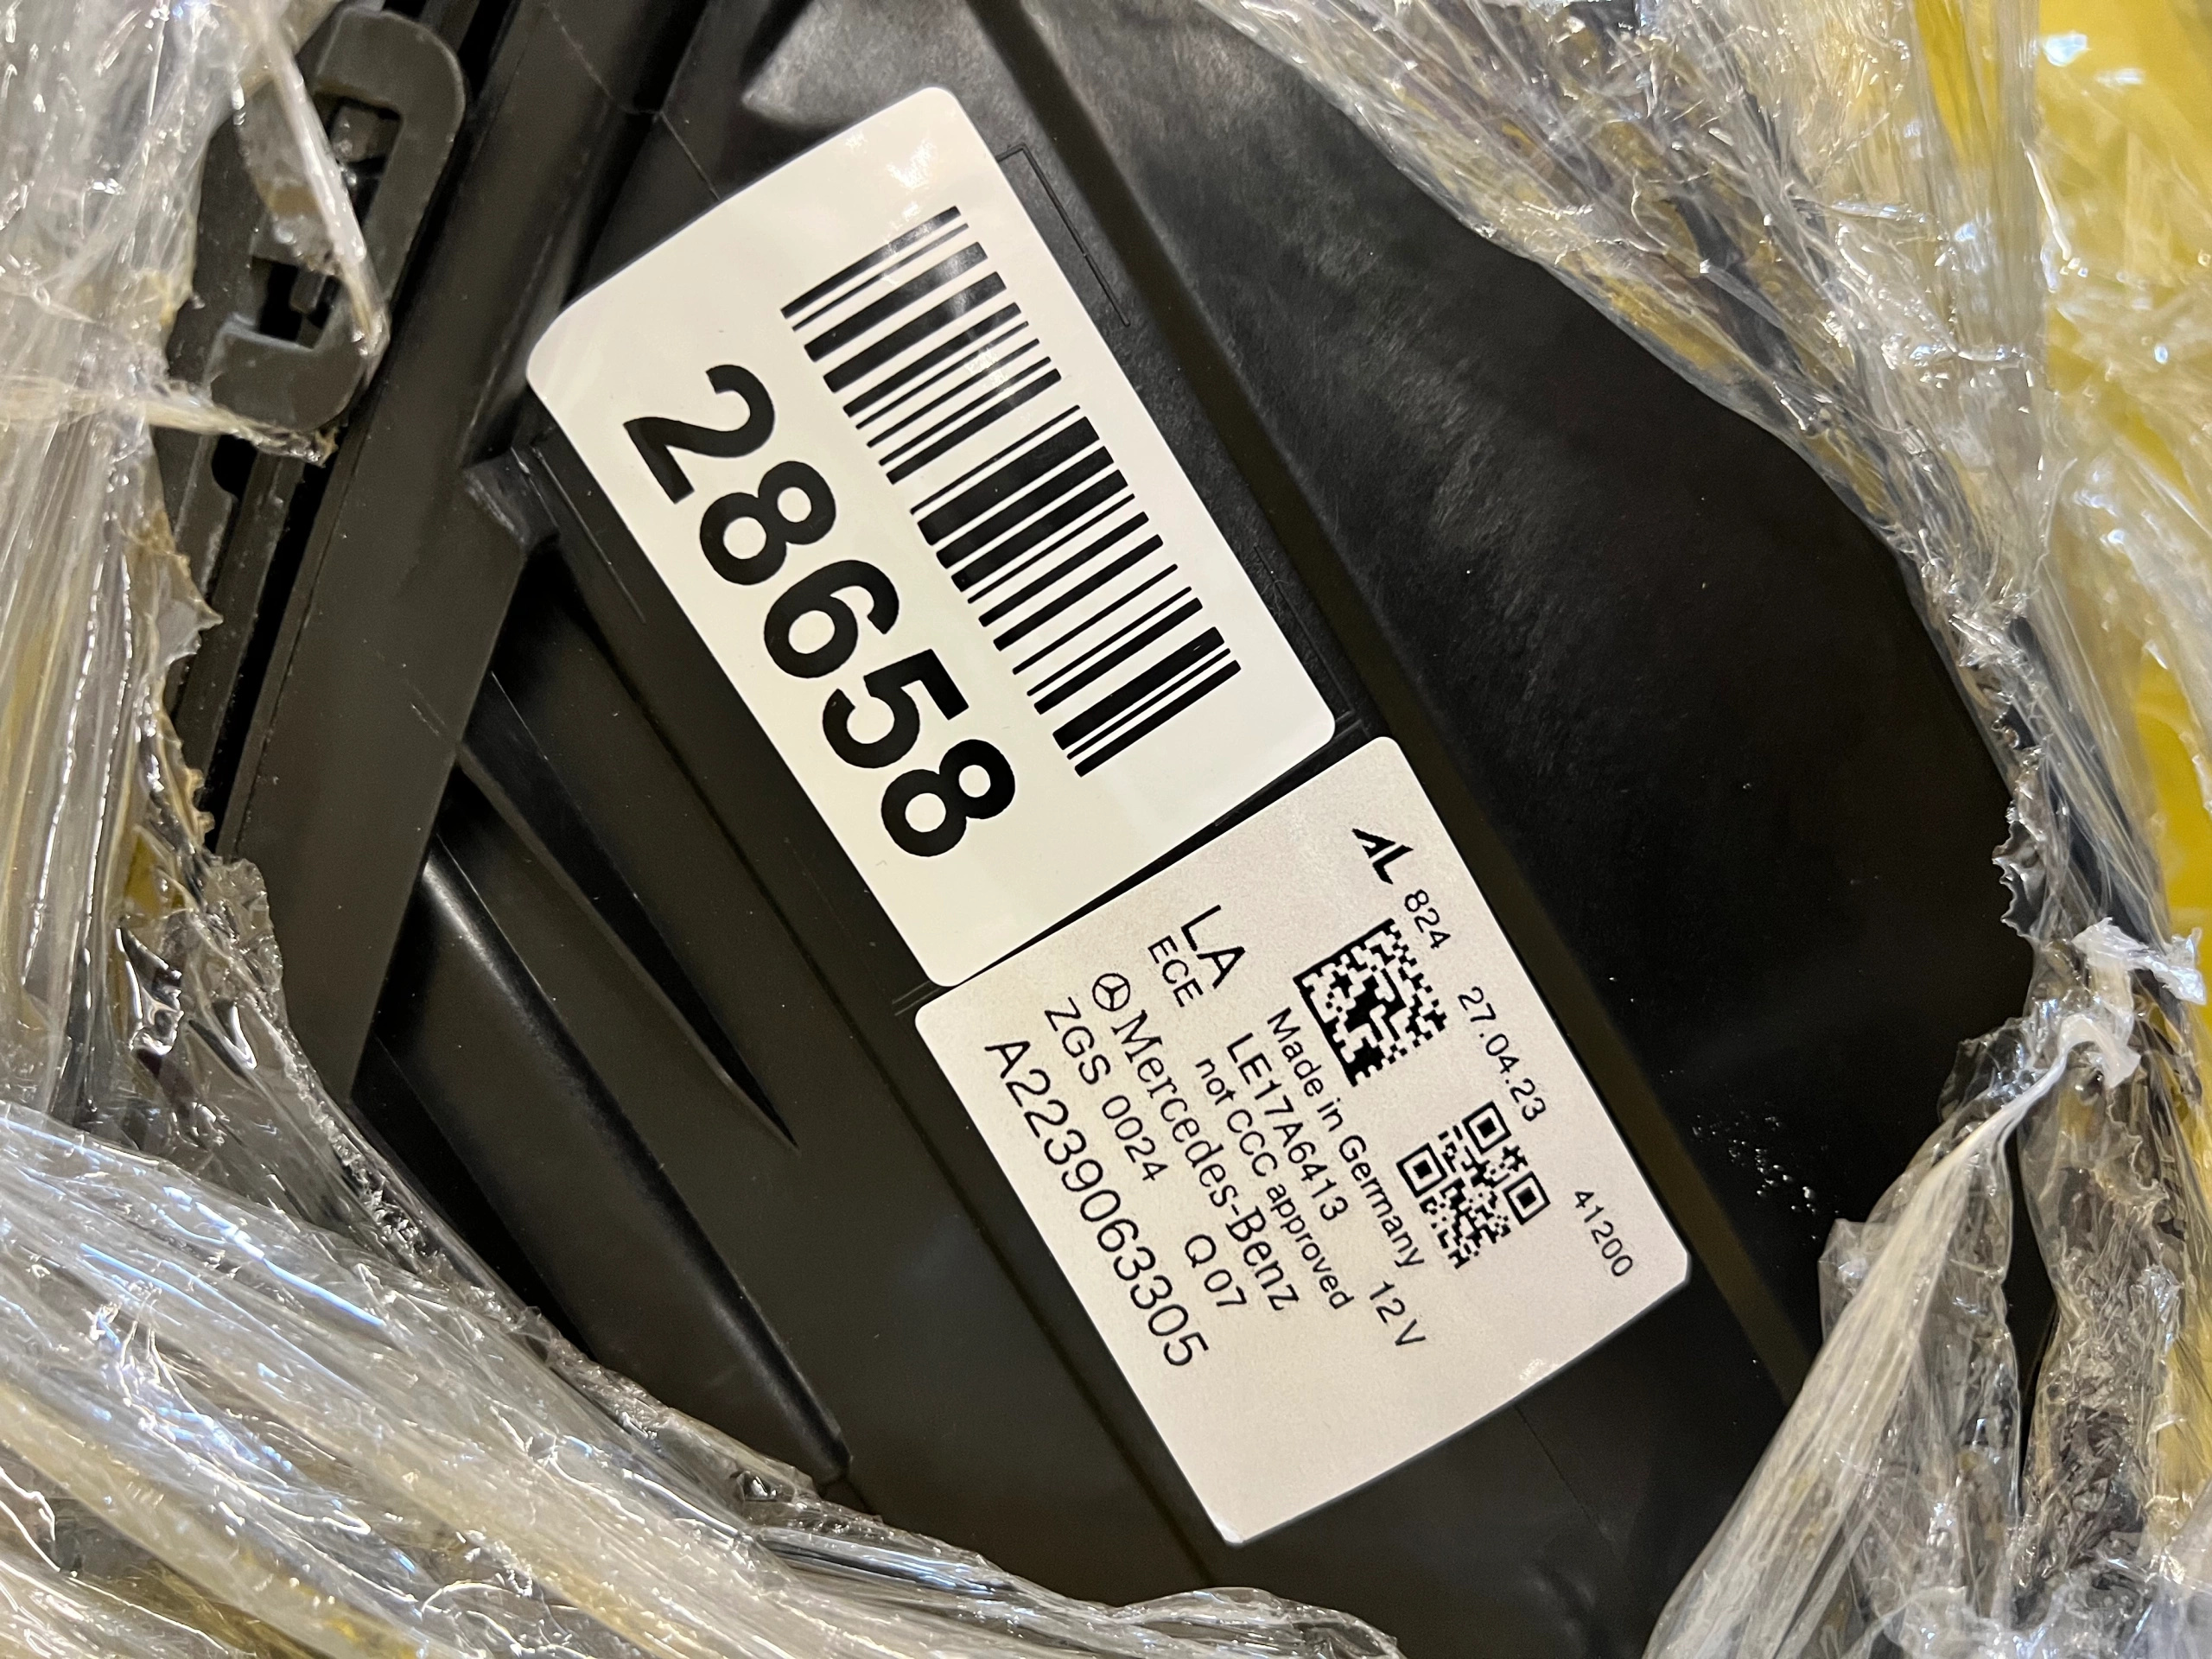 28658
AL 824 27.04.23 41200
LA
ECE
Made in Germany 12 V
LE17A6413
not CCC approved
Mercedes-Benz
ZGS 0024 Q07
A2239063305